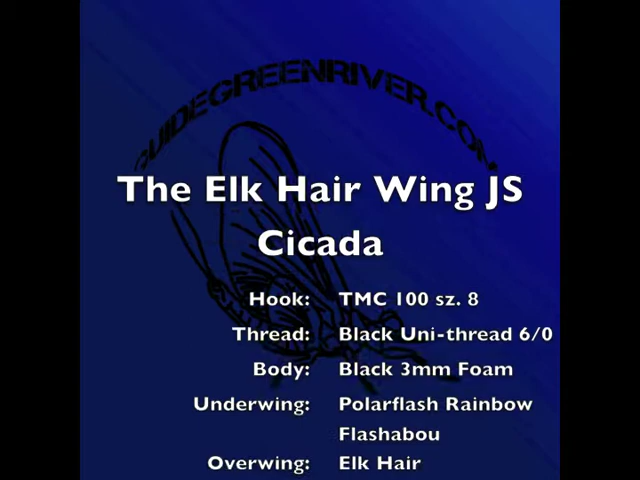 GUIDEGREENRIVER.COM
The Elk Hair Wing JS
Cicada
Hook: TMC 100 sz. 8
Thread: Black Uni-thread 6/0
Body: Black 3mm Foam
Underwing: Polarflash Rainbow
Flashabou
Overwing: Elk Hair